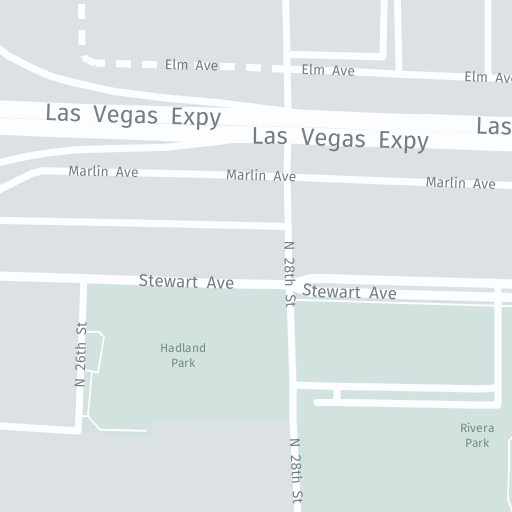 Elm Ave
Elm Ave
Elm Ave
Las Vegas Expy
Las Vegas Expy
Las
Marlin Ave
Marlin Ave
Marlin Ave
N 28th St
Stewart Ave
Stewart Ave
N 26th St
Hadland
Park
Rivera
Park
N 28th St